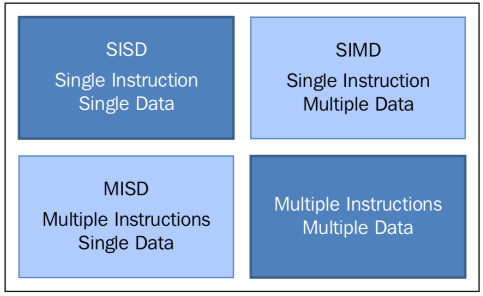 SISD
Single Instruction
Single Data
SIMD
Single Instruction
Multiple Data
MISD
Multiple Instructions
Single Data
Multiple Instructions
Multiple Data